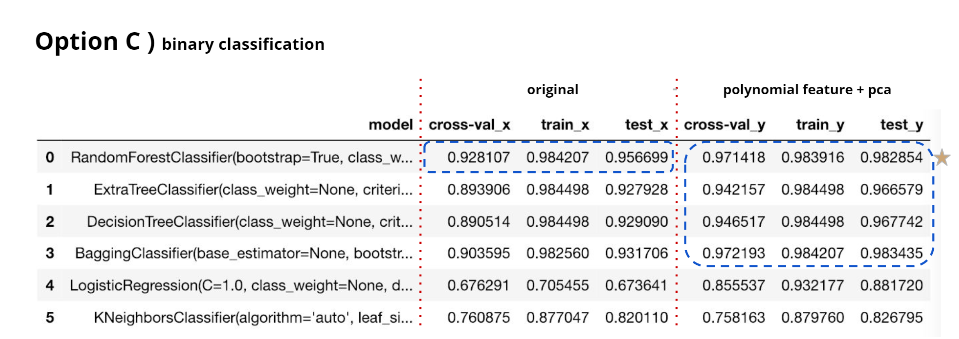 Option C ) binary classification
original polynomial feature + pca
model cross-val_x train_x test_x cross-val_y train_y test_y
0 RandomForestClassifier(bootstrap=True, class_w... 0.928107 0.984207 0.956699 0.971418 0.983916 0.982854
1 ExtraTreeClassifier(class_weight=None, criteri... 0.893906 0.984498 0.927928 0.942157 0.984498 0.966579
2 DecisionTreeClassifier(class_weight=None, crit... 0.890514 0.984498 0.929090 0.946517 0.984498 0.967742
3 BaggingClassifier(base_estimator=None, bootstr... 0.903595 0.982560 0.931706 0.972193 0.984207 0.983435
4 LogisticRegression(C=1.0, class_weight=None, d... 0.676291 0.705455 0.673641 0.855537 0.932177 0.881720
5 KNeighborsClassifier(algorithm='auto', leaf_si... 0.760875 0.877047 0.820110 0.758163 0.879760 0.826795